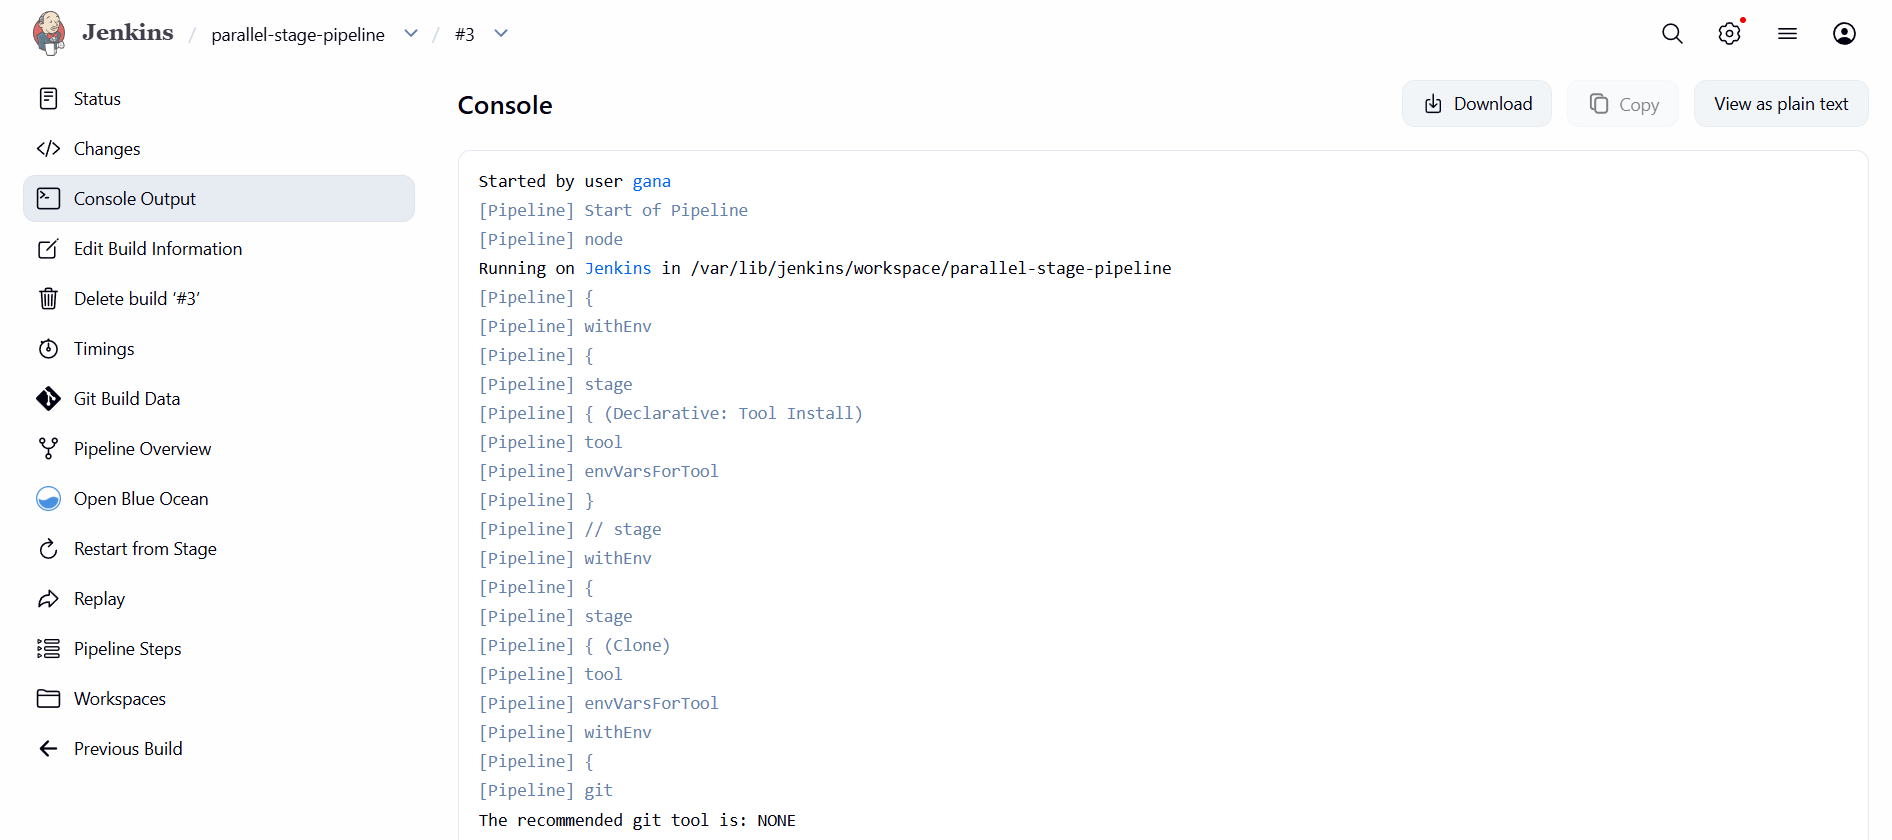 Jenkins / parallel-stage-pipeline / #3
Status
Changes
Console Output
Edit Build Information
Delete build ‘#3’
Timings
Git Build Data
Pipeline Overview
Open Blue Ocean
Restart from Stage
Replay
Pipeline Steps
Workspaces
Previous Build
Console
Download
Copy
View as plain text
Started by user gana
[Pipeline] Start of Pipeline
[Pipeline] node
Running on Jenkins in /var/lib/jenkins/workspace/parallel-stage-pipeline
[Pipeline] {
[Pipeline] withEnv
[Pipeline] {
[Pipeline] stage
[Pipeline] { (Declarative: Tool Install)
[Pipeline] tool
[Pipeline] envVarsForTool
[Pipeline] }
[Pipeline] // stage
[Pipeline] withEnv
[Pipeline] {
[Pipeline] stage
[Pipeline] { (Clone)
[Pipeline] tool
[Pipeline] envVarsForTool
[Pipeline] withEnv
[Pipeline] {
[Pipeline] git
The recommended git tool is: NONE